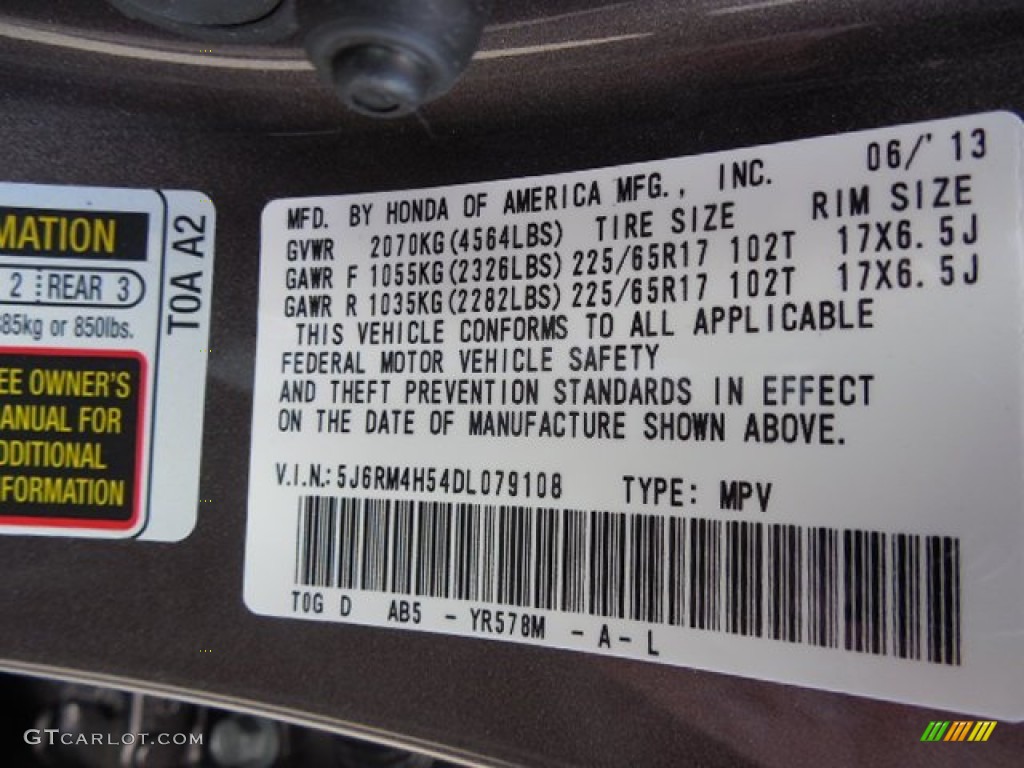 MATION
2 REAR 3
85kg or 850lbs.
EE OWNER'S
ANUAL FOR
DDITIONAL
FORMATION
T0A A2
06/'13
MFD. BY HONDA OF AMERICA MFG., INC.
GVWR 2070KG(4564LBS) TIRE SIZE RIM SIZE
GAWR F 1055KG(2326LBS) 225/65R17 102T 17X6.5J
GAWR R 1035KG(2282LBS) 225/65R17 102T 17X6.5J
THIS VEHICLE CONFORMS TO ALL APPLICABLE
FEDERAL MOTOR VEHICLE SAFETY
AND THEFT PREVENTION STANDARDS IN EFFECT
ON THE DATE OF MANUFACTURE SHOWN ABOVE.
V.I.N.: 5J6RM4H54DL079108 TYPE: MPV
T0G D AB5 - YR578M - A - L
GTCARLOT.COM